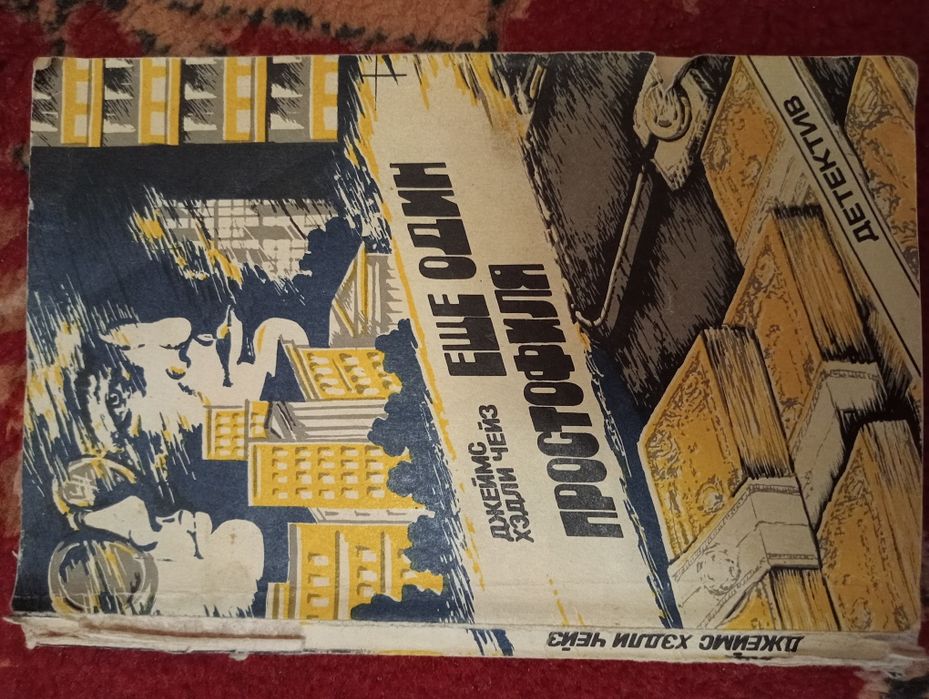 ДЖЕЙМС
ХЭДЛИ ЧЕЙЗ
ЕЩЕ ОДИН
ПРОСТОФИЛЯ
ДЕТЕКТИВ
ДЖЕЙМС ХЭДЛИ ЧЕЙЗ